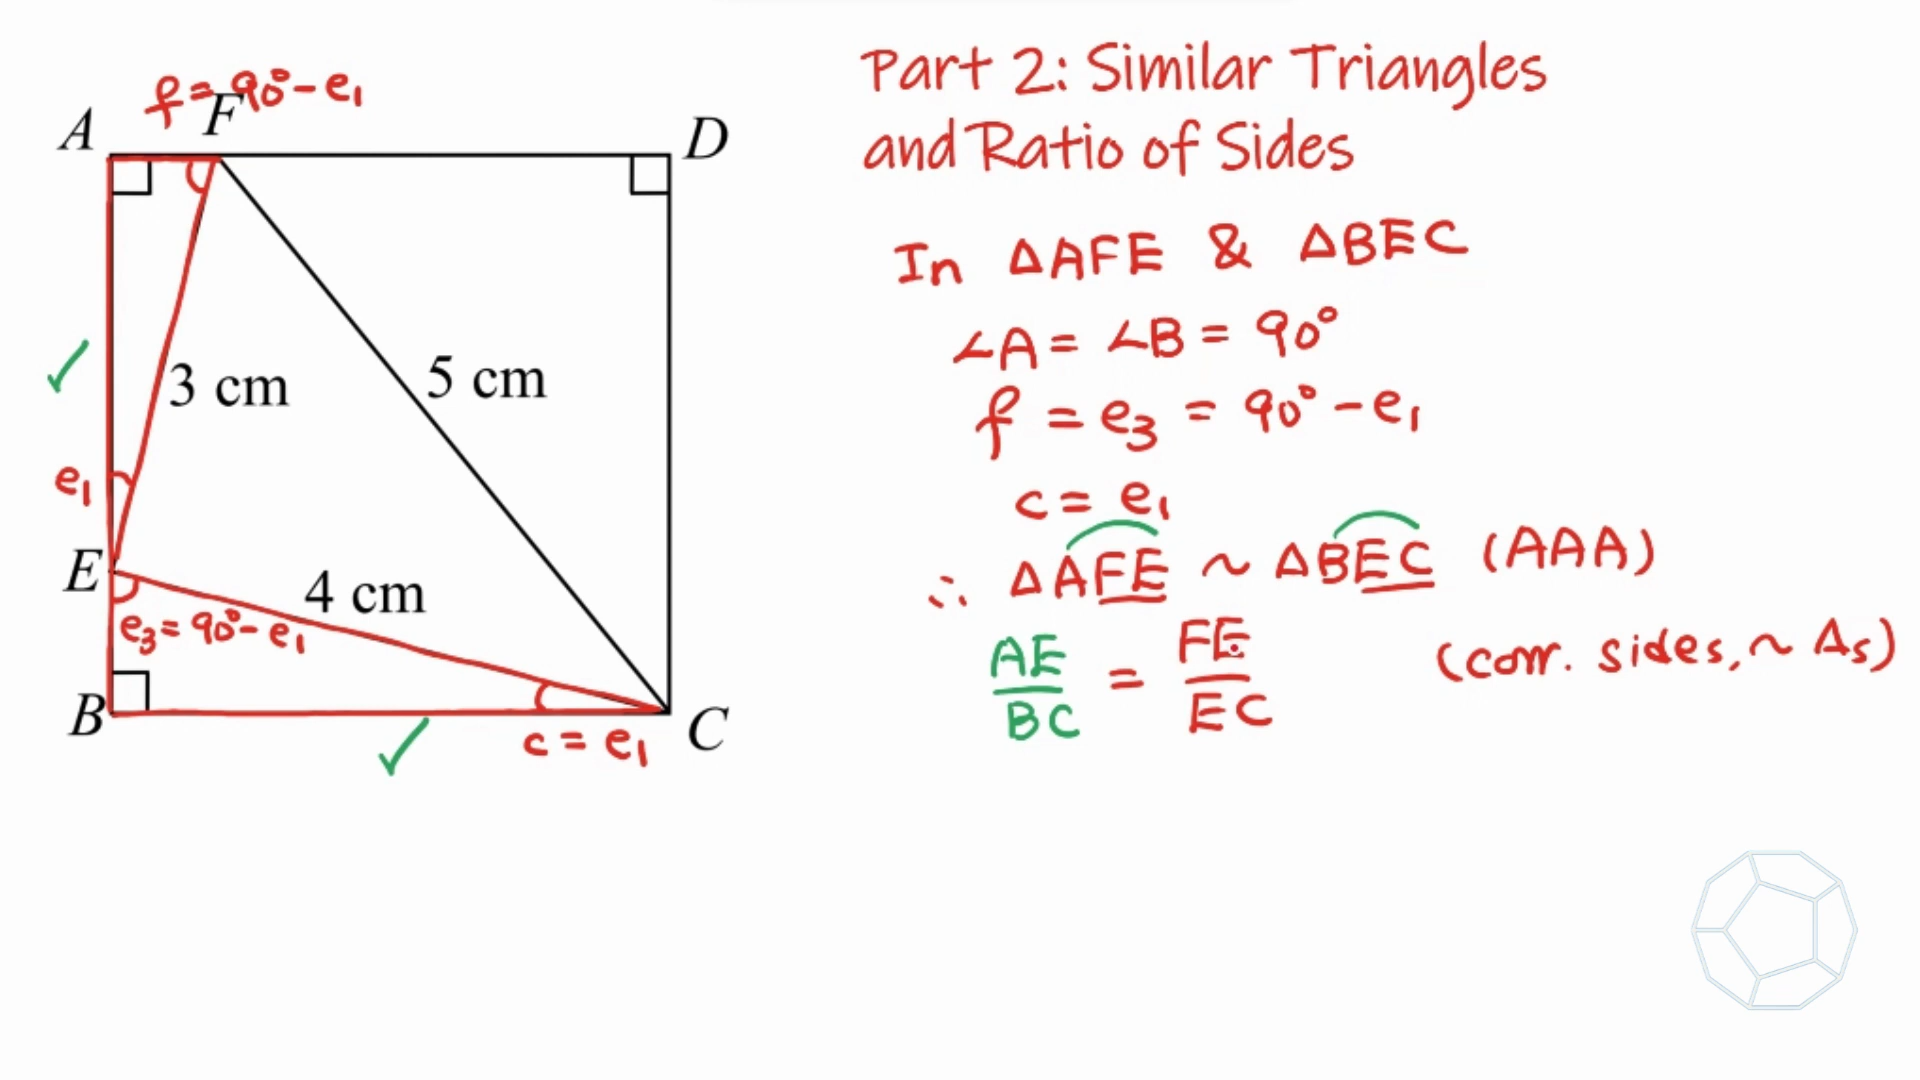 Part 2: Similar Triangles
and Ratio of Sides
f = 90° - e₁
A
F
D
In ΔAFE & ΔBEC
∠A = ∠B = 90°
3 cm
5 cm
f = e₃ = 90° - e₁
e₁
c = e₁
E
4 cm
∴ ΔAFE ~ ΔBEC (AAA)
e₃ = 90° - e₁
AE/BC = FE/EC (corr. sides, ~ Δs)
B
C
c = e₁